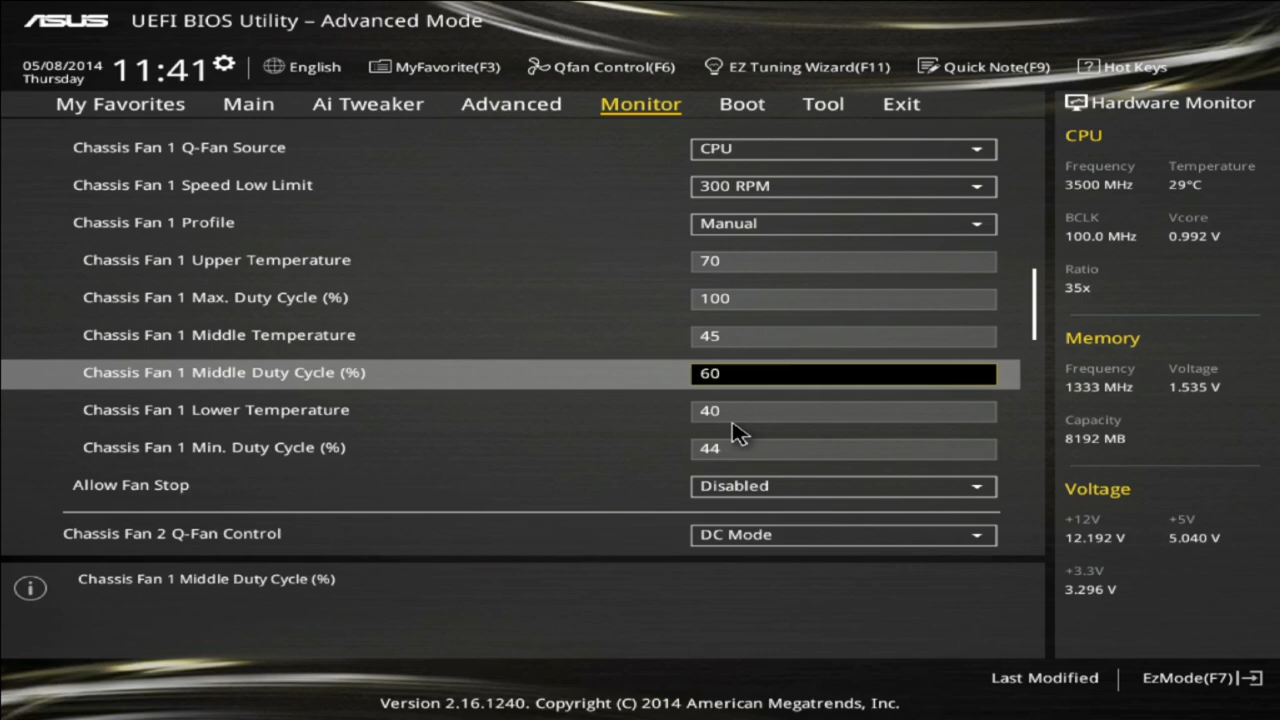 ASUS UEFI BIOS Utility – Advanced Mode
05/08/2014
Thursday
11:41
English MyFavorite(F3) Qfan Control(F6) EZ Tuning Wizard(F11) Quick Note(F9) ? Hot Keys
My Favorites Main Ai Tweaker Advanced Monitor Boot Tool Exit
Chassis Fan 1 Q-Fan Source CPU
Chassis Fan 1 Speed Low Limit 300 RPM
Chassis Fan 1 Profile Manual
Chassis Fan 1 Upper Temperature 70
Chassis Fan 1 Max. Duty Cycle (%) 100
Chassis Fan 1 Middle Temperature 45
Chassis Fan 1 Middle Duty Cycle (%) 60
Chassis Fan 1 Lower Temperature 40
Chassis Fan 1 Min. Duty Cycle (%) 44
Allow Fan Stop Disabled
Chassis Fan 2 Q-Fan Control DC Mode
i Chassis Fan 1 Middle Duty Cycle (%)
Hardware Monitor
CPU
Frequency Temperature
3500 MHz 29°C
BCLK Vcore
100.0 MHz 0.992 V
Ratio
35x
Memory
Frequency Voltage
1333 MHz 1.535 V
Capacity
8192 MB
Voltage
+12V +5V
12.192 V 5.040 V
+3.3V
3.296 V
Last Modified EzMode(F7)
Version 2.16.1240. Copyright (C) 2014 American Megatrends, Inc.